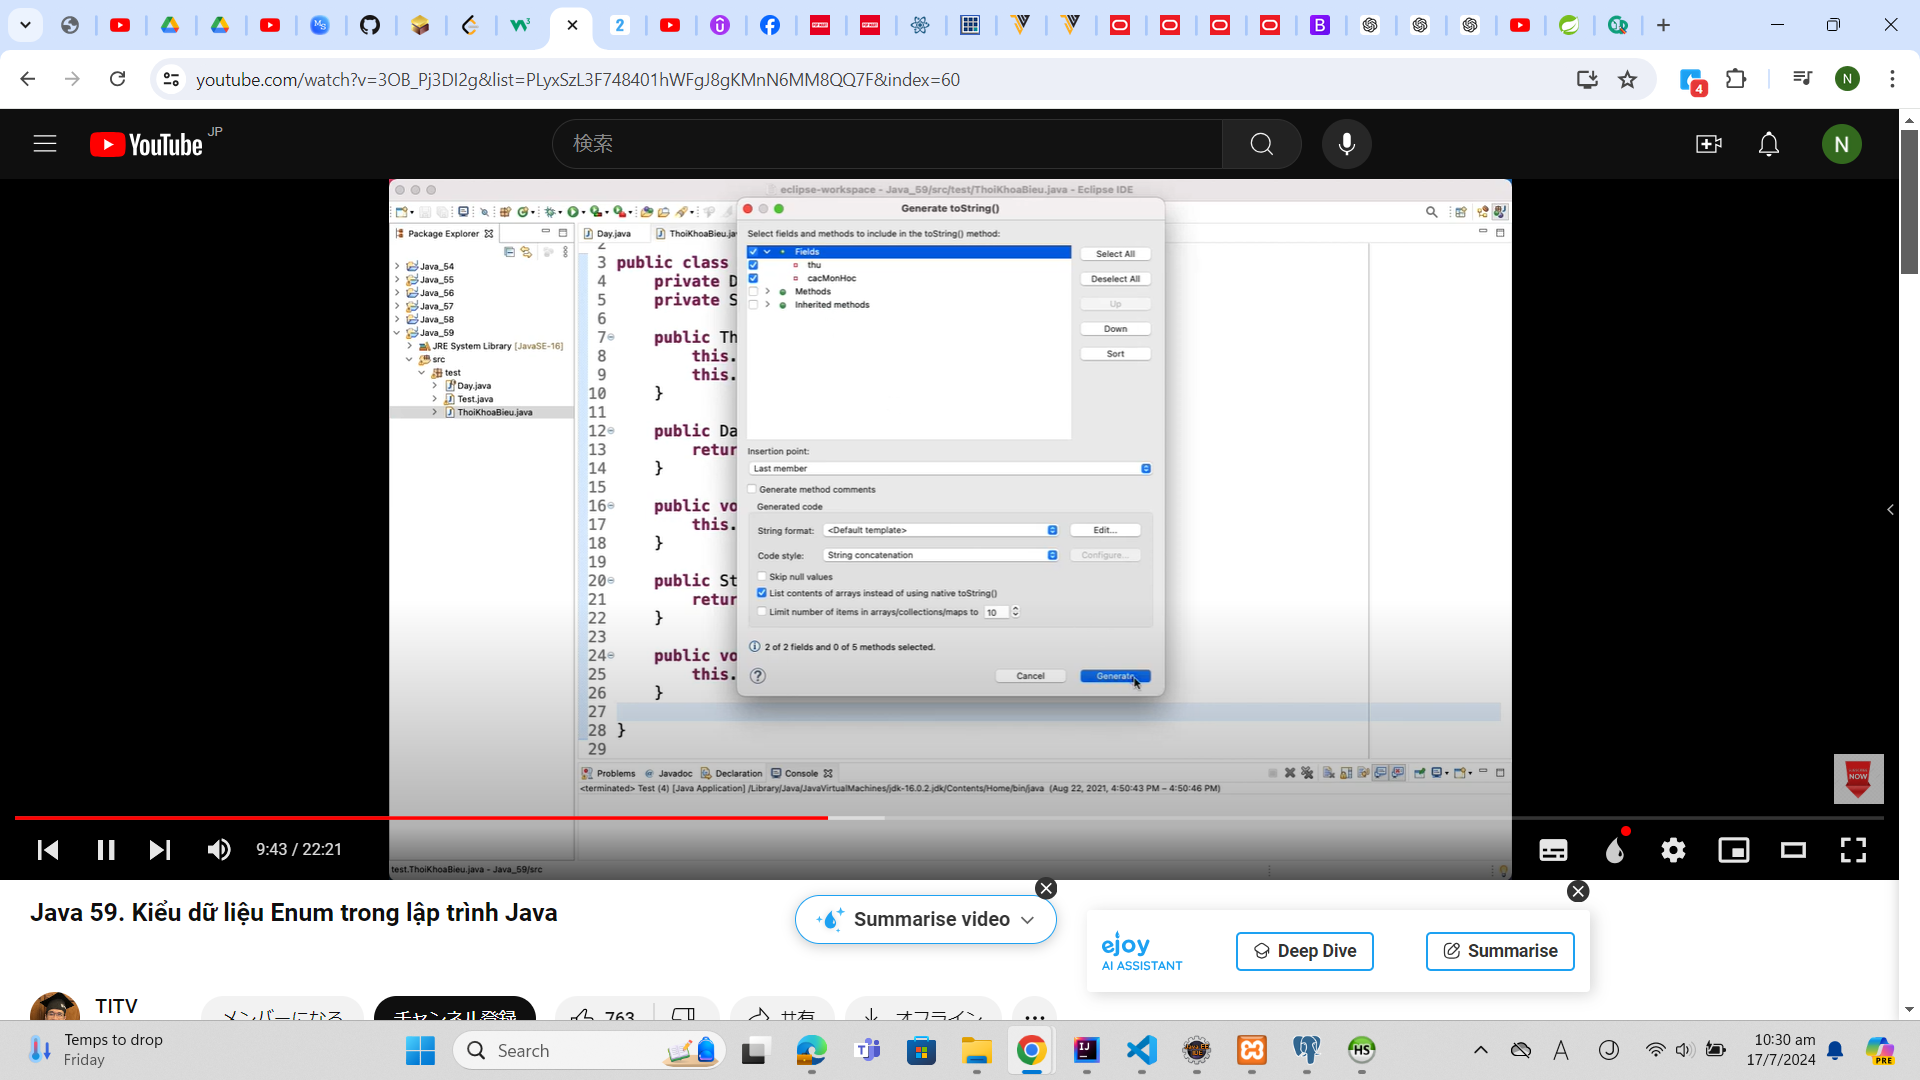 2
B
youtube.com/watch?v=3OB_Pj3DI2g&list=PLyxSzL3F748401hWFgJ8gKMnN6MM8QQ7F&index=60
4
N
YouTube JP
検索
N
eclipse-workspace - Java_59/src/test/ThoiKhoaBieu.java - Eclipse IDE
Generate toString()
Package Explorer
Day.java
ThoiKhoaBieu.jav
Select fields and methods to include in the toString() method:
Fields
thu
cacMonHoc
Methods
Inherited methods
Select All
Deselect All
Up
Down
Sort
Java_54
Java_55
Java_56
Java_57
Java_58
Java_59
JRE System Library [JavaSE-16]
src
test
Day.java
Test.java
ThoiKhoaBieu.java
2
3 public class
4 private D
5 private S
6
7 public Th
8 this.
9 this.
10 }
11
12 public Da
13 retur
14 }
15
16 public vo
17 this.
18 }
19
20 public St
21 retur
22 }
23
24 public vo
25 this.
26 }
27
28 }
29
Insertion point:
Last member
Generate method comments
Generated code
String format: <Default template> Edit...
Code style: String concatenation Configure...
Skip null values
List contents of arrays instead of using native toString()
Limit number of items in arrays/collections/maps to 10
2 of 2 fields and 0 of 5 methods selected.
Cancel
Generate
Problems
Javadoc
Declaration
Console
<terminated> Test (4) [Java Application] /Library/Java/JavaVirtualMachines/jdk-16.0.2.jdk/Contents/Home/bin/java (Aug 22, 2021, 4:50:43 PM – 4:50:46 PM)
NOW
9:43 / 22:21
test.ThoiKhoaBieu.java - Java_59/src
Java 59. Kiểu dữ liệu Enum trong lập trình Java
Summarise video
ejoy
AI ASSISTANT
Deep Dive
Summarise
TITV
メンバーになる
チャンネル登録
763
共有
オフライン
Temps to drop
Friday
Search
HS
A
10:30 am
17/7/2024
PRE